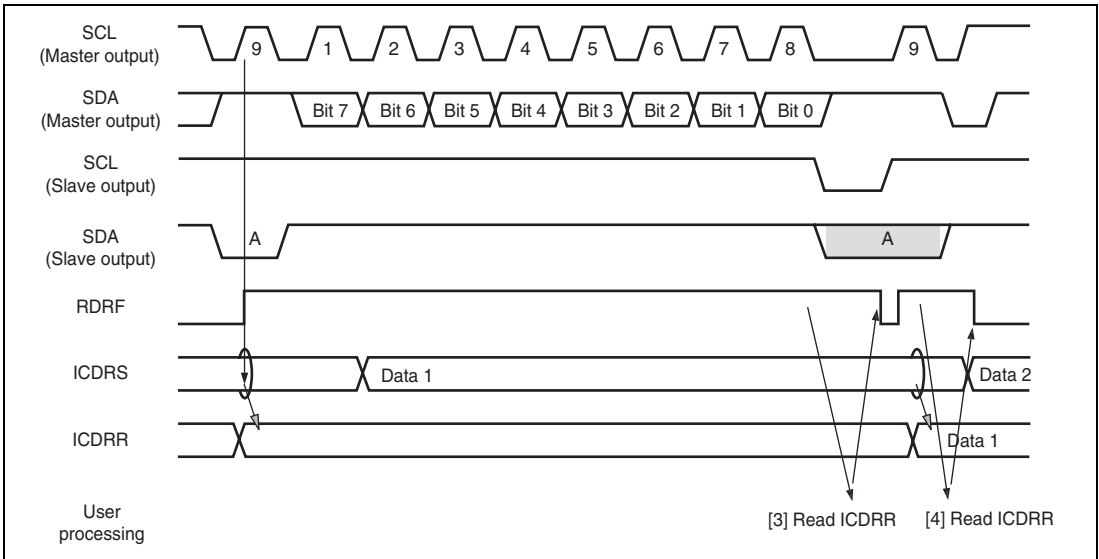 SCL
(Master output)
9 1 2 3 4 5 6 7 8 9
SDA
(Master output)
Bit 7 Bit 6 Bit 5 Bit 4 Bit 3 Bit 2 Bit 1 Bit 0
SCL
(Slave output)
SDA
(Slave output)
A A
RDRF
ICDRS
Data 1 Data 2
ICDRR
Data 1
User
processing
[3] Read ICDRR [4] Read ICDRR